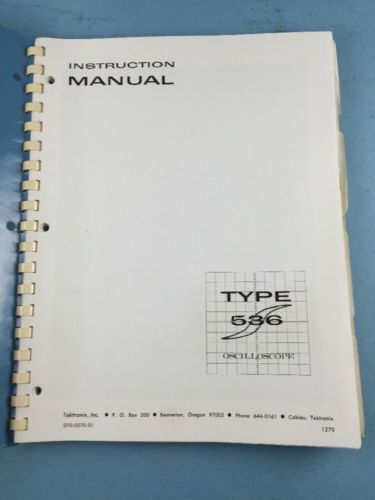 INSTRUCTION
MANUAL
TYPE
536
OSCILLOSCOPE
Tektronix, Inc. ● P. O. Box 500 ● Beaverton, Oregon 97005 ● Phone 644-0161 ● Cables: Tektronix
070-0370-01
1270